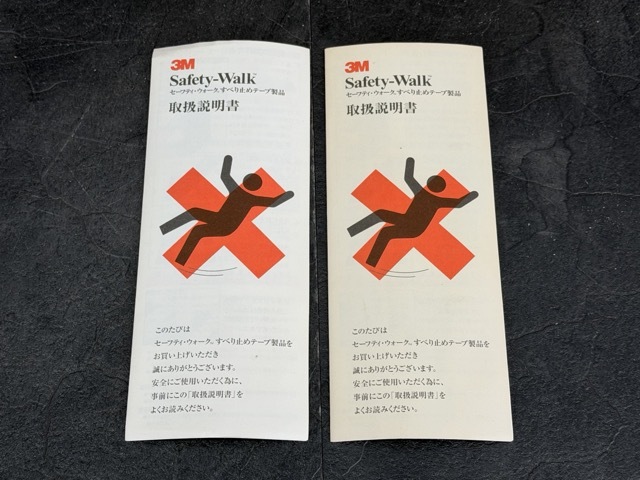 3M
Safety-Walk™
セーフティ・ウォーク™すべり止めテープ製品
取扱説明書
このたびは
セーフティ・ウォーク™すべり止めテープ製品を
お買い上げいただき
誠にありがとうございます。
安全にご使用いただく為に、
事前にこの「取扱説明書」を
よくお読みください。
3M
Safety-Walk™
セーフティ・ウォーク™すべり止めテープ製品
取扱説明書
このたびは
セーフティ・ウォーク™すべり止めテープ製品を
お買い上げいただき
誠にありがとうございます。
安全にご使用いただく為に、
事前にこの「取扱説明書」を
よくお読みください。